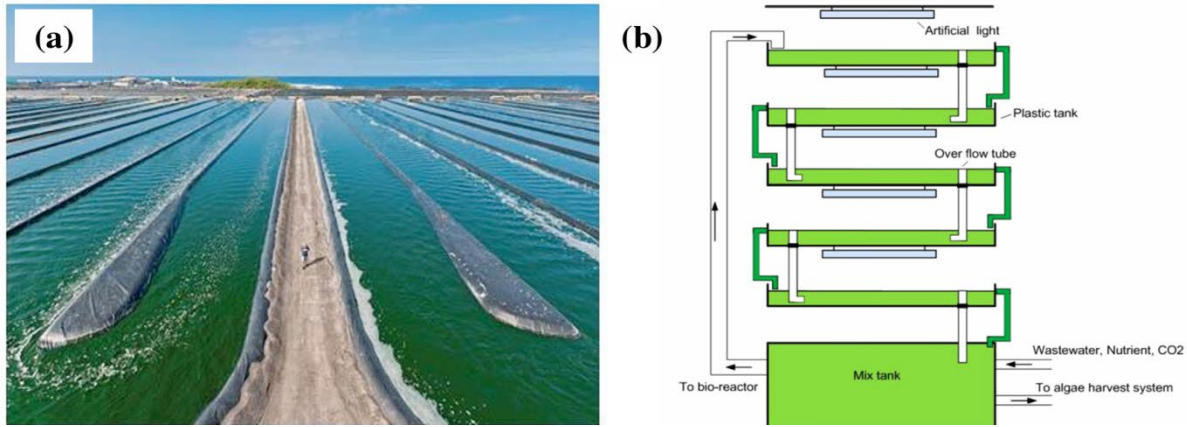 (a)
(b)
Artificial light
Plastic tank
Over flow tube
Wastewater, Nutrient, CO2
To bio-reactor
Mix tank
To algae harvest system